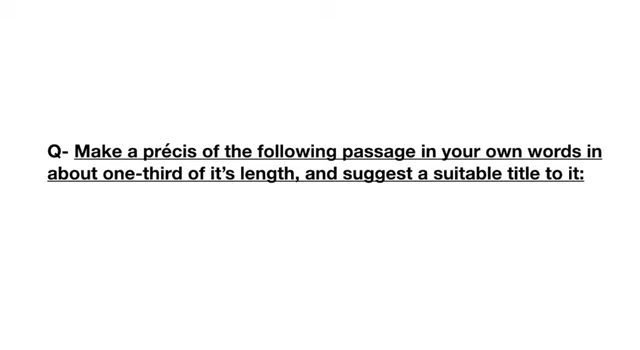 Q- Make a précis of the following passage in your own words in
about one-third of it's length, and suggest a suitable title to it: